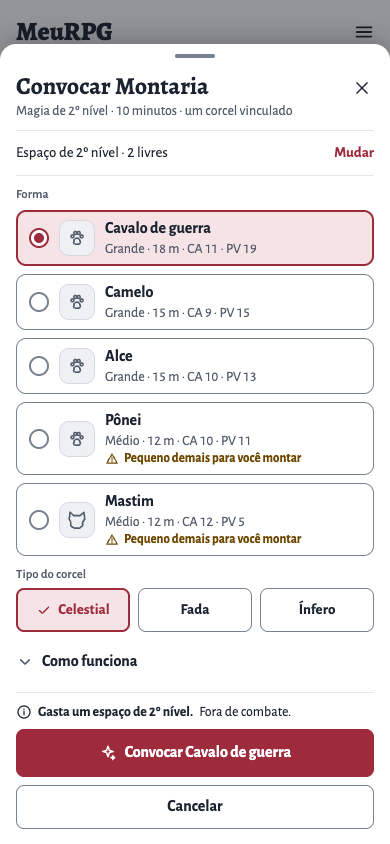 MeuRPG
Convocar Montaria
Magia de 2º nível · 10 minutos · um corcel vinculado
Espaço de 2º nível · 2 livres
Mudar
Forma
Cavalo de guerra
Grande · 18 m · CA 11 · PV 19
Camelo
Grande · 15 m · CA 9 · PV 15
Alce
Grande · 15 m · CA 10 · PV 13
Pônei
Médio · 12 m · CA 10 · PV 11
Pequeno demais para você montar
Mastim
Médio · 12 m · CA 12 · PV 5
Pequeno demais para você montar
Tipo do corcel
Celestial
Fada
Ínfero
Como funciona
Gasta um espaço de 2º nível. Fora de combate.
Convocar Cavalo de guerra
Cancelar